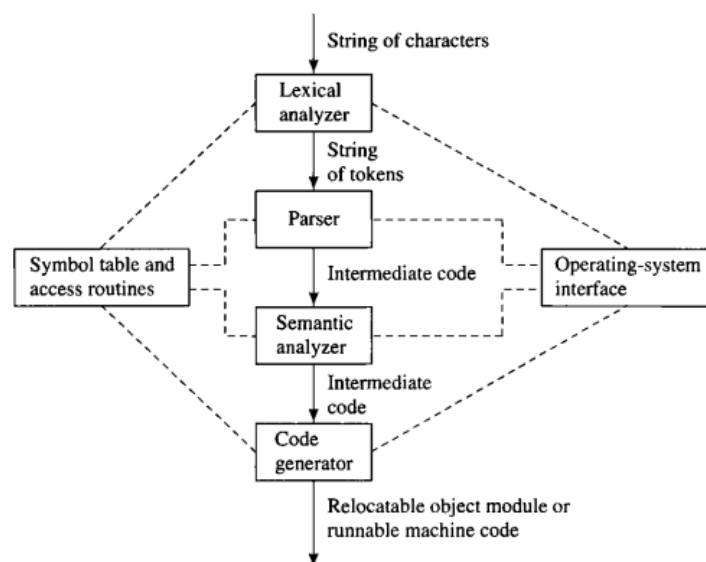 String of characters
Lexical
analyzer
String
of tokens
Parser
Symbol table and
access routines
Intermediate code
Operating-system
interface
Semantic
analyzer
Intermediate
code
Code
generator
Relocatable object module or
runnable machine code